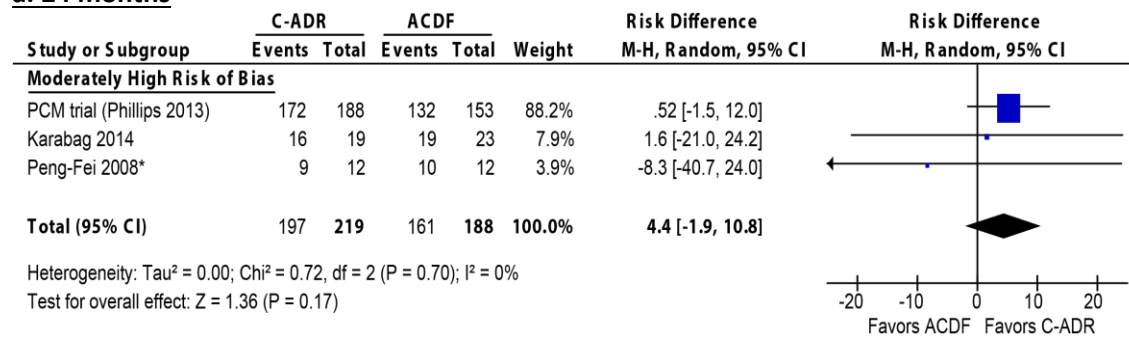 a. 24 months
C-ADR ACDF Risk Difference Risk Difference
Study or Subgroup Events Total Events Total Weight M-H, Random, 95% CI M-H, Random, 95% CI
Moderately High Risk of Bias
PCM trial (Phillips 2013) 172 188 132 153 88.2% .52 [-1.5, 12.0]
Karabag 2014 16 19 19 23 7.9% 1.6 [-21.0, 24.2]
Peng-Fei 2008* 9 12 10 12 3.9% -8.3 [-40.7, 24.0]
Total (95% CI) 197 219 161 188 100.0% 4.4 [-1.9, 10.8]
Heterogeneity: Tau² = 0.00; Chi² = 0.72, df = 2 (P = 0.70); I² = 0%
Test for overall effect: Z = 1.36 (P = 0.17)
-20 -10 0 10 20
Favors ACDF Favors C-ADR